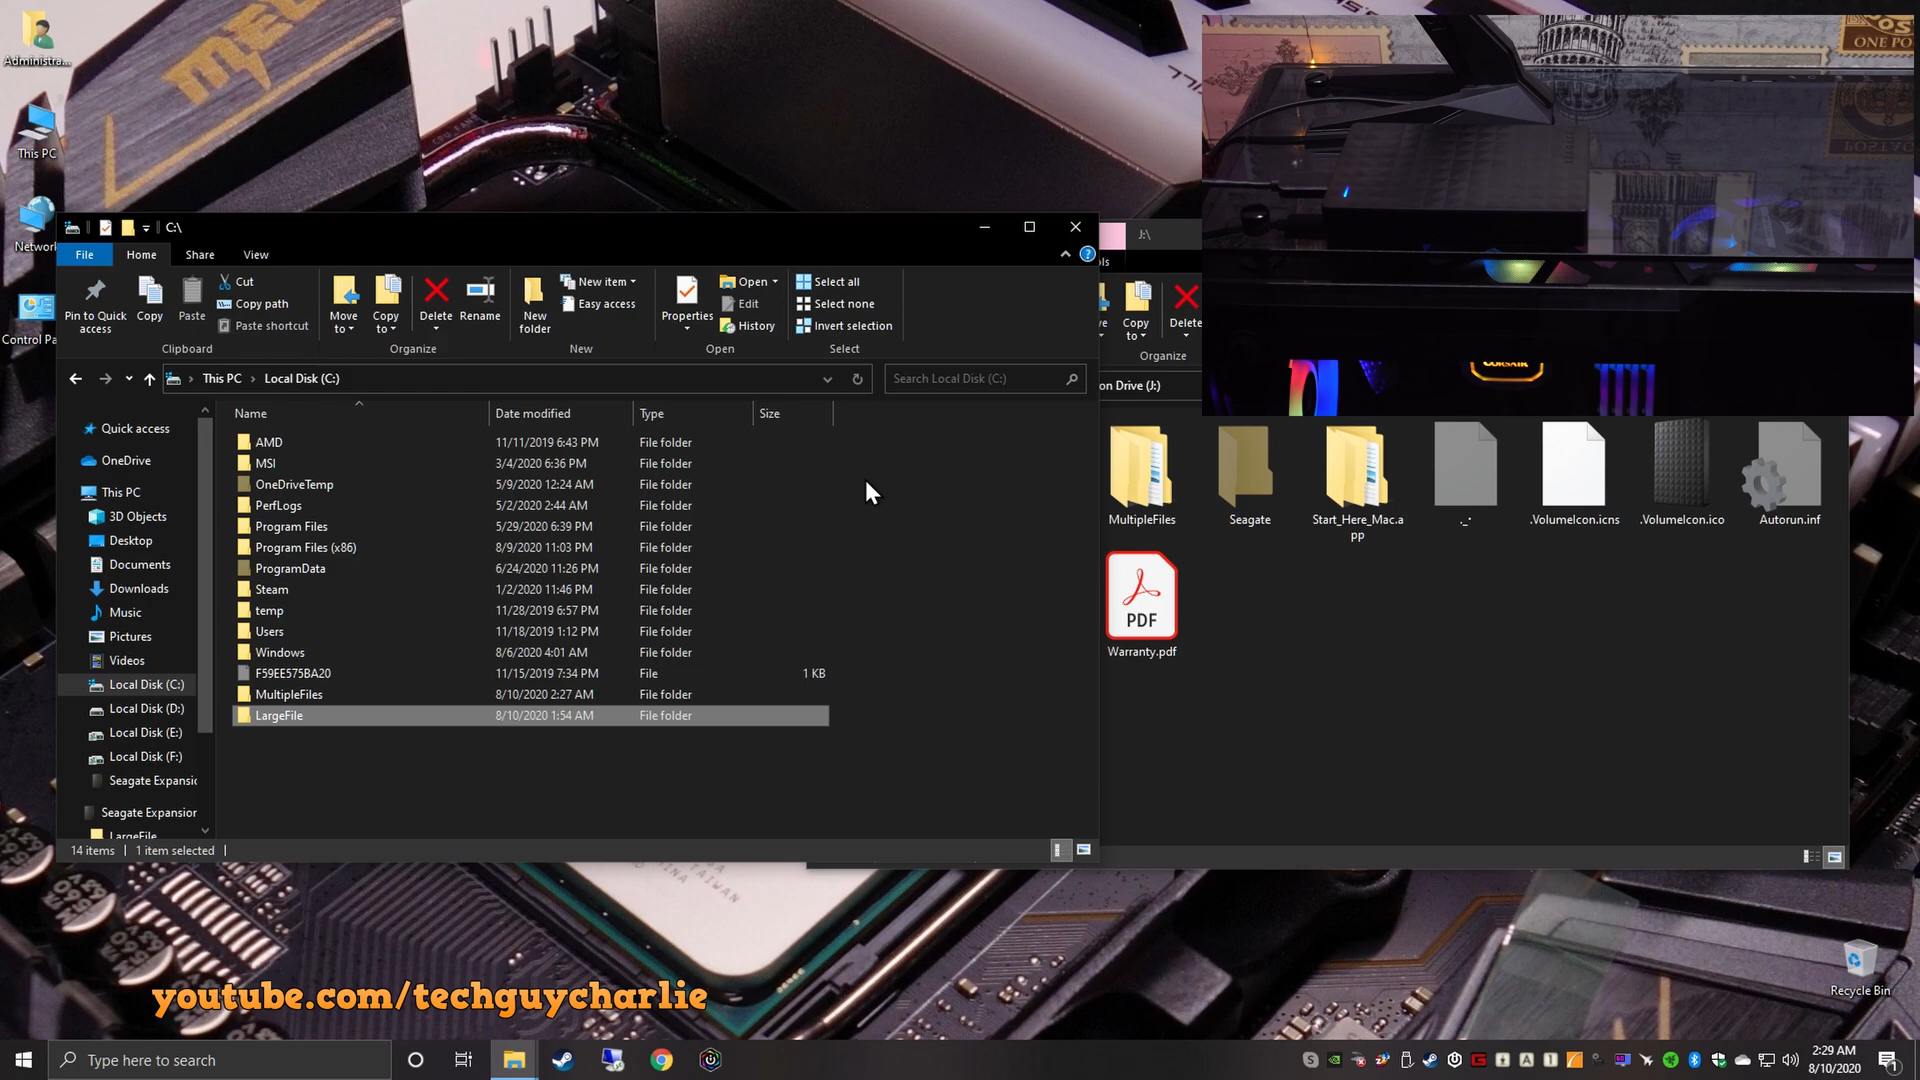 Administra...
This PC
Network
Control Pa
MEG
CPU_FAN
ONE PO
POSTAG
CORSAIR
C:\
File
Home
Share
View
Pin to Quick access
Copy
Paste
Cut
Copy path
Paste shortcut
Clipboard
Move to
Copy to
Delete
Rename
Organize
New folder
New item
Easy access
New
Properties
Open
Edit
History
Open
Select all
Select none
Invert selection
Select
This PC > Local Disk (C:)
Search Local Disk (C:)
Name Date modified Type Size
AMD 11/11/2019 6:43 PM File folder
MSI 3/4/2020 6:36 PM File folder
OneDriveTemp 5/9/2020 12:24 AM File folder
PerfLogs 5/2/2020 2:44 AM File folder
Program Files 5/29/2020 6:39 PM File folder
Program Files (x86) 8/9/2020 11:03 PM File folder
ProgramData 6/24/2020 11:26 PM File folder
Steam 1/2/2020 11:46 PM File folder
temp 11/28/2019 6:57 PM File folder
Users 11/18/2019 1:12 PM File folder
Windows 8/6/2020 4:01 AM File folder
F59EE575BA20 11/15/2019 7:34 PM File 1 KB
MultipleFiles 8/10/2020 2:27 AM File folder
LargeFile 8/10/2020 1:54 AM File folder
Quick access
OneDrive
This PC
3D Objects
Desktop
Documents
Downloads
Music
Pictures
Videos
Local Disk (C:)
Local Disk (D:)
Local Disk (E:)
Local Disk (F:)
Seagate Expansic
Seagate Expansior
LargeFile
14 items
1 item selected
J:\
ols
ve
Copy to
Delete
Organize
on Drive (J:)
MultipleFiles
Seagate
Start_Here_Mac.app
._.
.VolumeIcon.icns
.VolumeIcon.ico
Autorun.inf
PDF
Warranty.pdf
youtube.com/techguycharlie
Recycle Bin
Type here to search
2:29 AM
8/10/2020
1